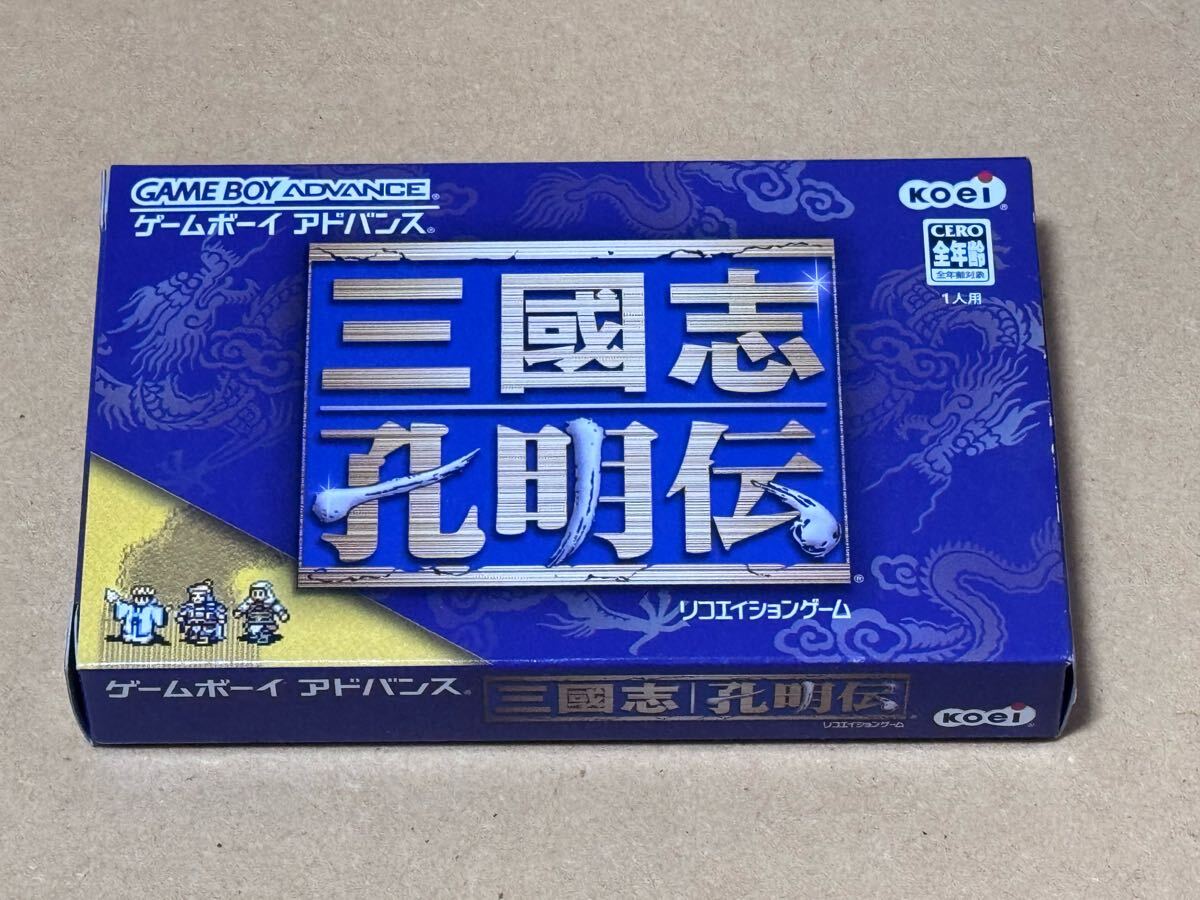 GAME BOY ADVANCE®
ゲームボーイ アドバンス®
KOEI®
CERO
全年齢
全年齢対象
1人用
三國志
孔明伝®
リコエイションゲーム
ゲームボーイ アドバンス®
三國志|孔明伝®
リコエイションゲーム
KOEI®